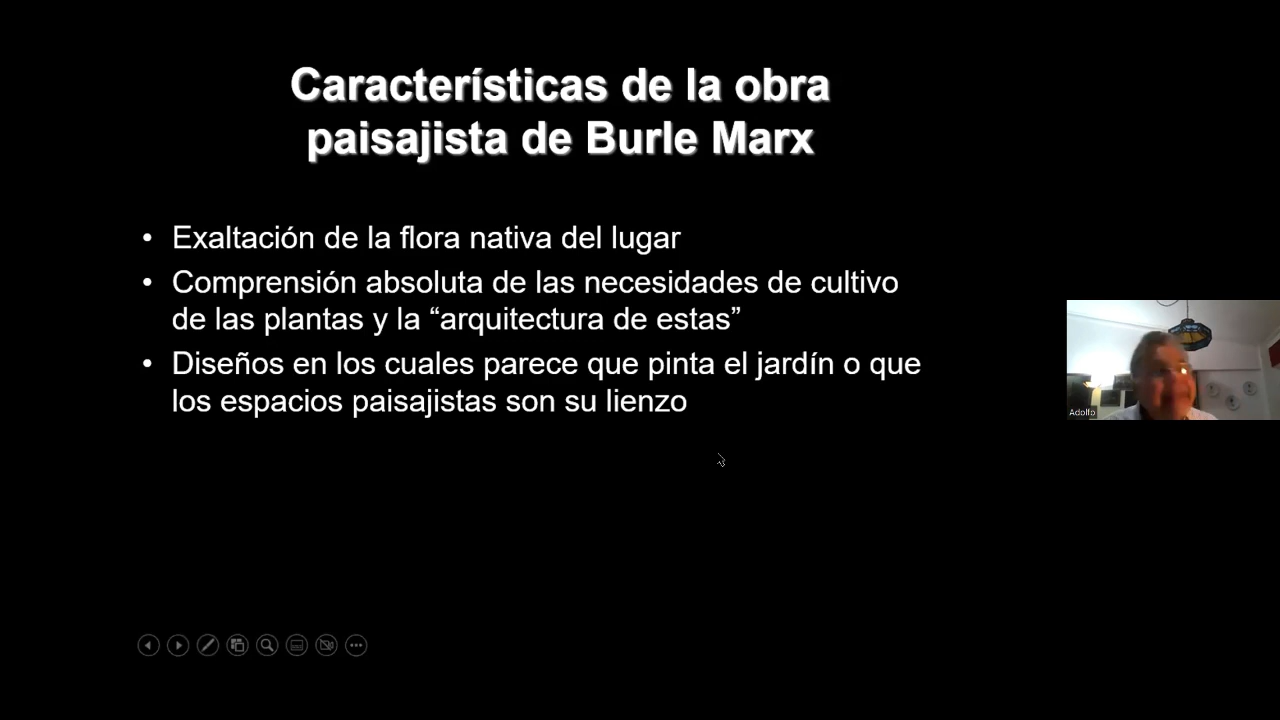 Características de la obra
paisajista de Burle Marx
• Exaltación de la flora nativa del lugar
• Comprensión absoluta de las necesidades de cultivo
de las plantas y la “arquitectura de estas”
• Diseños en los cuales parece que pinta el jardín o que
los espacios paisajistas son su lienzo
Adolfo